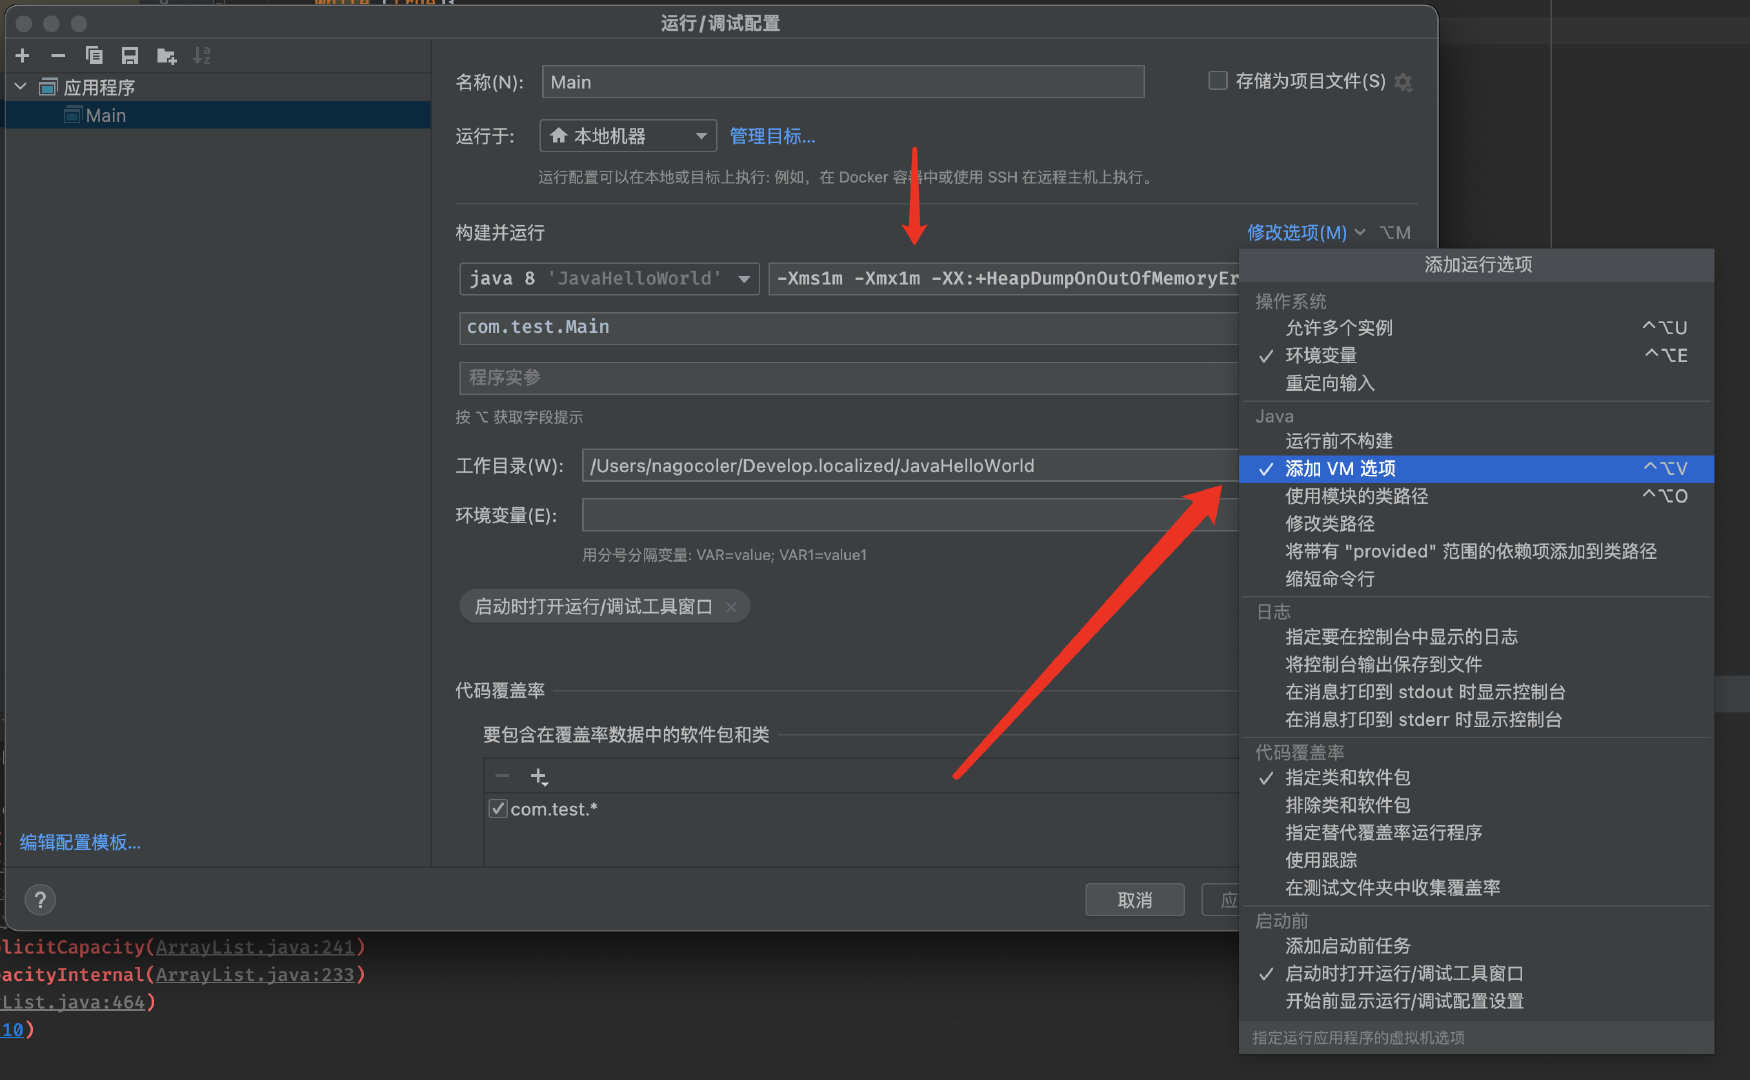 运行/调试配置
应用程序
Main
编辑配置模板...
名称(N):
Main
存储为项目文件(S)
运行于:
本地机器
管理目标...
运行配置可以在本地或目标上执行: 例如，在 Docker 容器中或使用 SSH 在远程主机上执行。
构建并运行
修改选项(M)
⌥M
java 8 'JavaHelloWorld'
-Xms1m -Xmx1m -XX:+HeapDumpOnOutOfMemoryEr
com.test.Main
程序实参
按 ⌥ 获取字段提示
工作目录(W):
/Users/nagocoler/Develop.localized/JavaHelloWorld
环境变量(E):
用分号分隔变量: VAR=value; VAR1=value1
启动时打开运行/调试工具窗口
代码覆盖率
要包含在覆盖率数据中的软件包和类
com.test.*
?
取消
应
添加运行选项
操作系统
允许多个实例 ^⌥U
环境变量 ^⌥E
重定向输入
Java
运行前不构建
添加 VM 选项 ^⌥V
使用模块的类路径 ^⌥O
修改类路径
将带有 "provided" 范围的依赖项添加到类路径
缩短命令行
日志
指定要在控制台中显示的日志
将控制台输出保存到文件
在消息打印到 stdout 时显示控制台
在消息打印到 stderr 时显示控制台
代码覆盖率
指定类和软件包
排除类和软件包
指定替代覆盖率运行程序
使用跟踪
在测试文件夹中收集覆盖率
启动前
添加启动前任务
启动时打开运行/调试工具窗口
开始前显示运行/调试配置设置
指定运行应用程序的虚拟机选项
licitCapacity(ArrayList.java:241)
acityInternal(ArrayList.java:233)
List.java:464)
10)